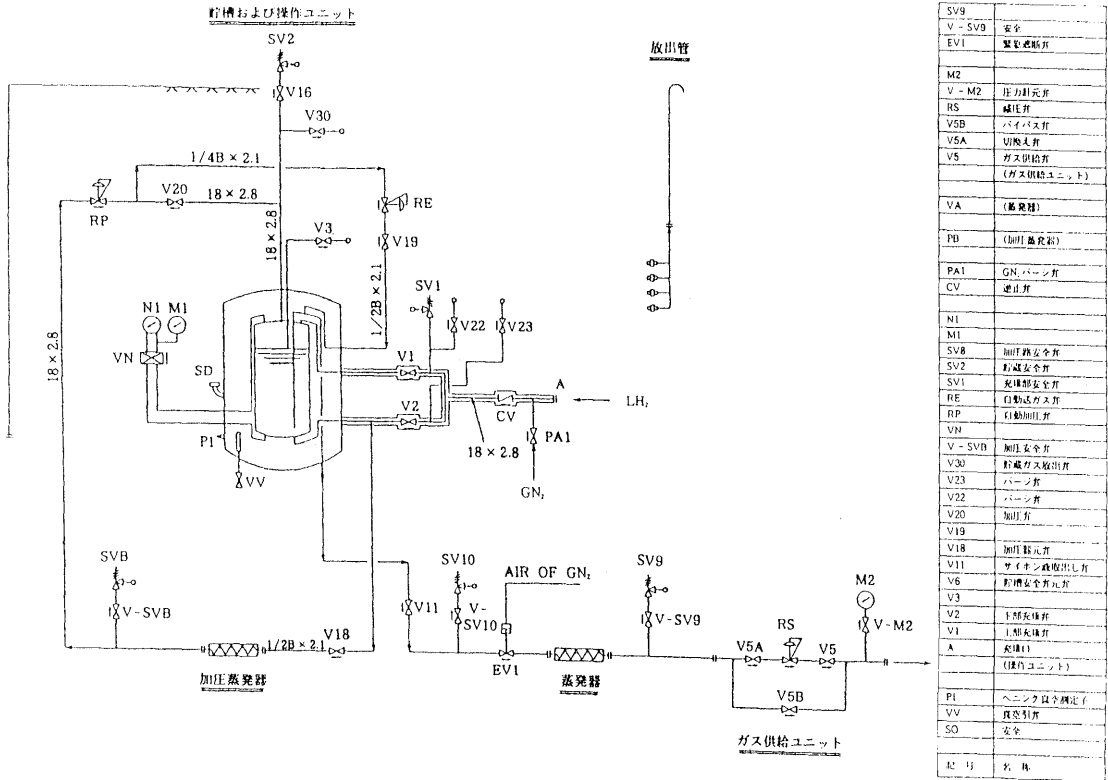 貯槽および操作ユニット
SV2
V16
V30
1/4B × 2.1
V20
18 × 2.8
RP
RE
V3
V19
18 × 2.8
1/2B × 2.1
18 × 2.8
N1 M1
SV1
V22 V23
VN
V1
SD
A
LH₂
V2
CV
PA1
18 × 2.8
P1
VV
GN₂
放出管
SVB
V-SVB
V18
1/2B × 2.1
加圧蒸発器
V11
SV10
V-SV10
AIR OF GN₂
EV1
蒸発器
SV9
V-SV9
RS
V5A
V5
V5B
M2
V-M2
ガス供給ユニット
SV9
V-SV9 安全
EV1 緊急遮断弁
M2
V-M2 圧力計元弁
RS 減圧弁
V5B バイパス弁
V5A 切換え弁
V5 ガス供給弁
(ガス供給ユニット)
VA (蒸発器)
PB (加圧蒸発器)
PA1 GN₂パージ弁
CV 逆止弁
N1
M1
SVB 加圧器安全弁
SV2 貯蔵安全弁
SV1 充填部安全弁
RE 自動送ガス弁
RP 自動加圧弁
VN
V-SVB 加圧安全弁
V30 貯蔵ガス放出弁
V23 パージ弁
V22 パージ弁
V20 加圧弁
V19
V18 加圧器元弁
V11 サイホン液取出し弁
V6 貯槽安全弁元弁
V3
V2 下部充填弁
V1 上部充填弁
A 充填口
(操作ユニット)
P1 ペニング真空測定子
VV 真空引弁
SO 安全
記号 名称